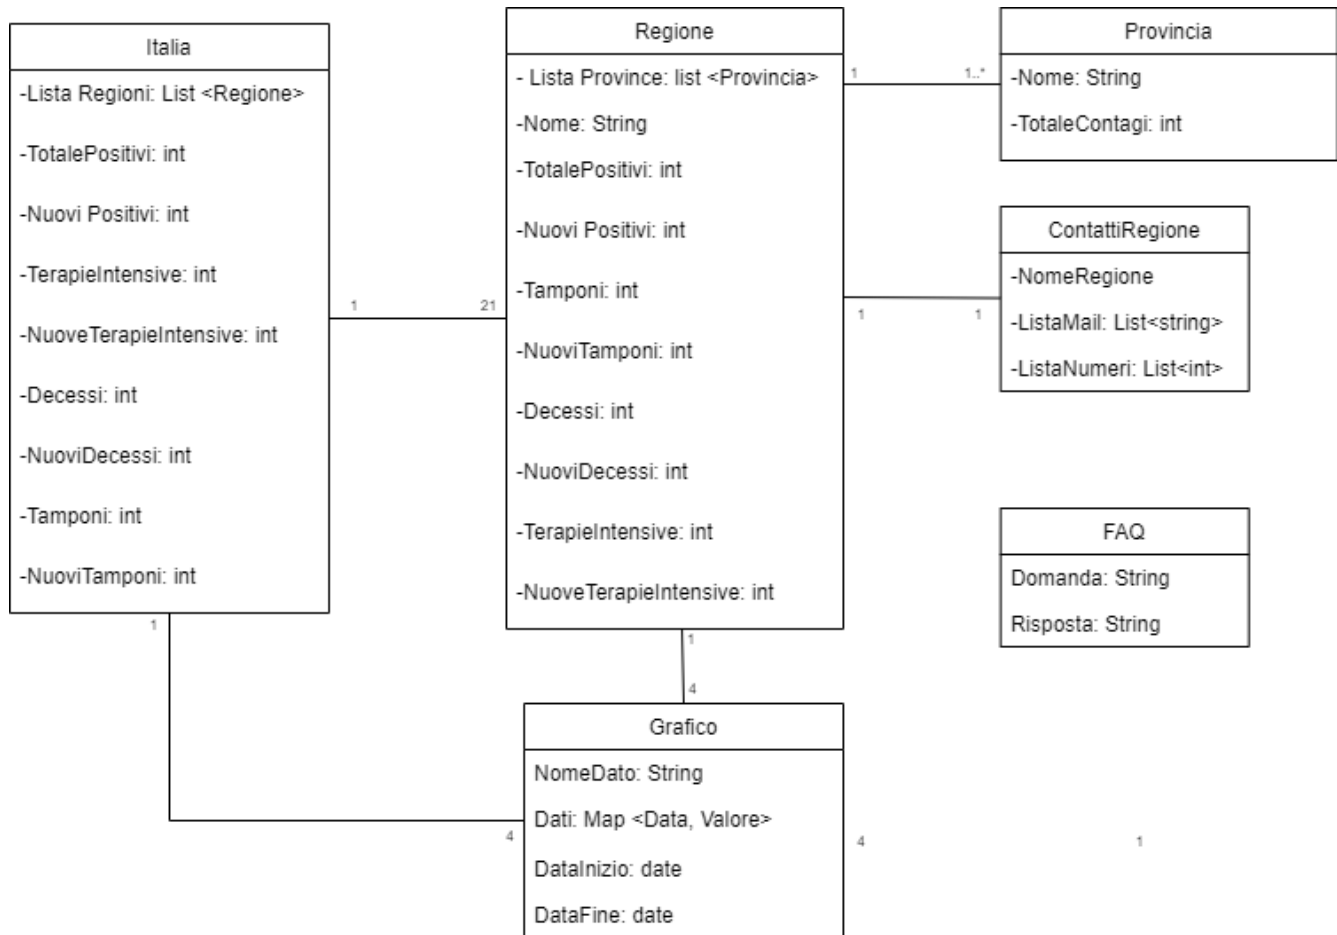 Italia
-Lista Regioni: List <Regione>
-TotalePositivi: int
-Nuovi Positivi: int
-TerapieIntensive: int
-NuoveTerapieIntensive: int
-Decessi: int
-NuoviDecessi: int
-Tamponi: int
-NuoviTamponi: int
1
21
1
4
Regione
- Lista Province: list <Provincia>
-Nome: String
-TotalePositivi: int
-Nuovi Positivi: int
-Tamponi: int
-NuoviTamponi: int
-Decessi: int
-NuoviDecessi: int
-TerapieIntensive: int
-NuoveTerapieIntensive: int
1
1..*
1
1
1
4
Provincia
-Nome: String
-TotaleContagi: int
ContattiRegione
-NomeRegione
-ListaMail: List<string>
-ListaNumeri: List<int>
FAQ
Domanda: String
Risposta: String
Grafico
NomeDato: String
Dati: Map <Data, Valore>
DataInizio: date
DataFine: date
4
1